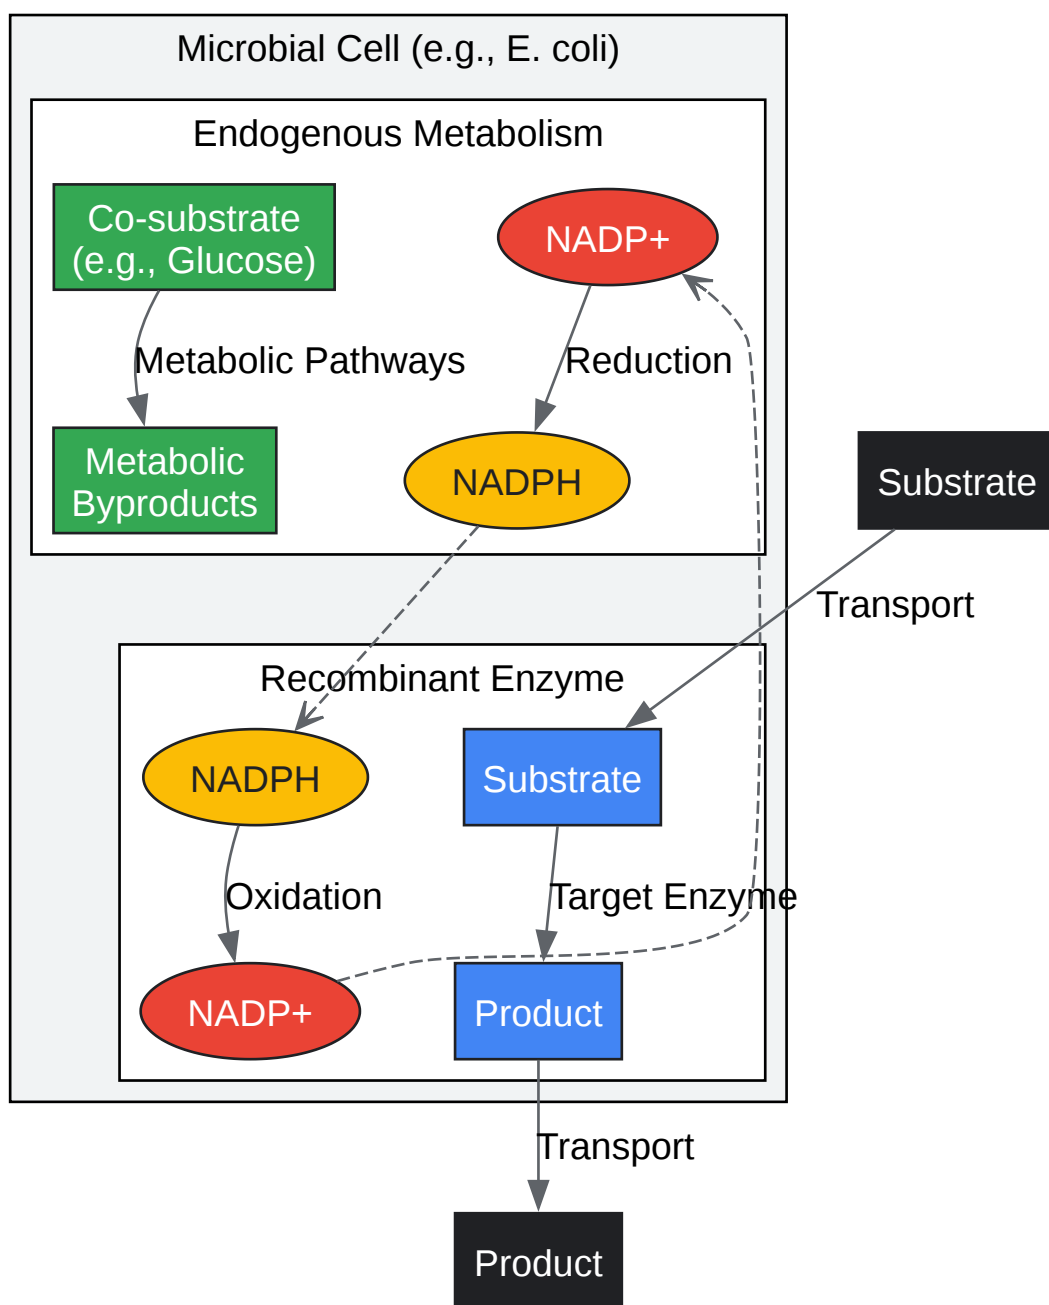 Microbial Cell (e.g., E. coli)
Endogenous Metabolism
Co-substrate
(e.g., Glucose)
NADP+
Metabolic Pathways
Reduction
Metabolic
Byproducts
NADPH
Substrate
Transport
Recombinant Enzyme
NADPH
Substrate
Oxidation
Target Enzyme
NADP+
Product
Transport
Product